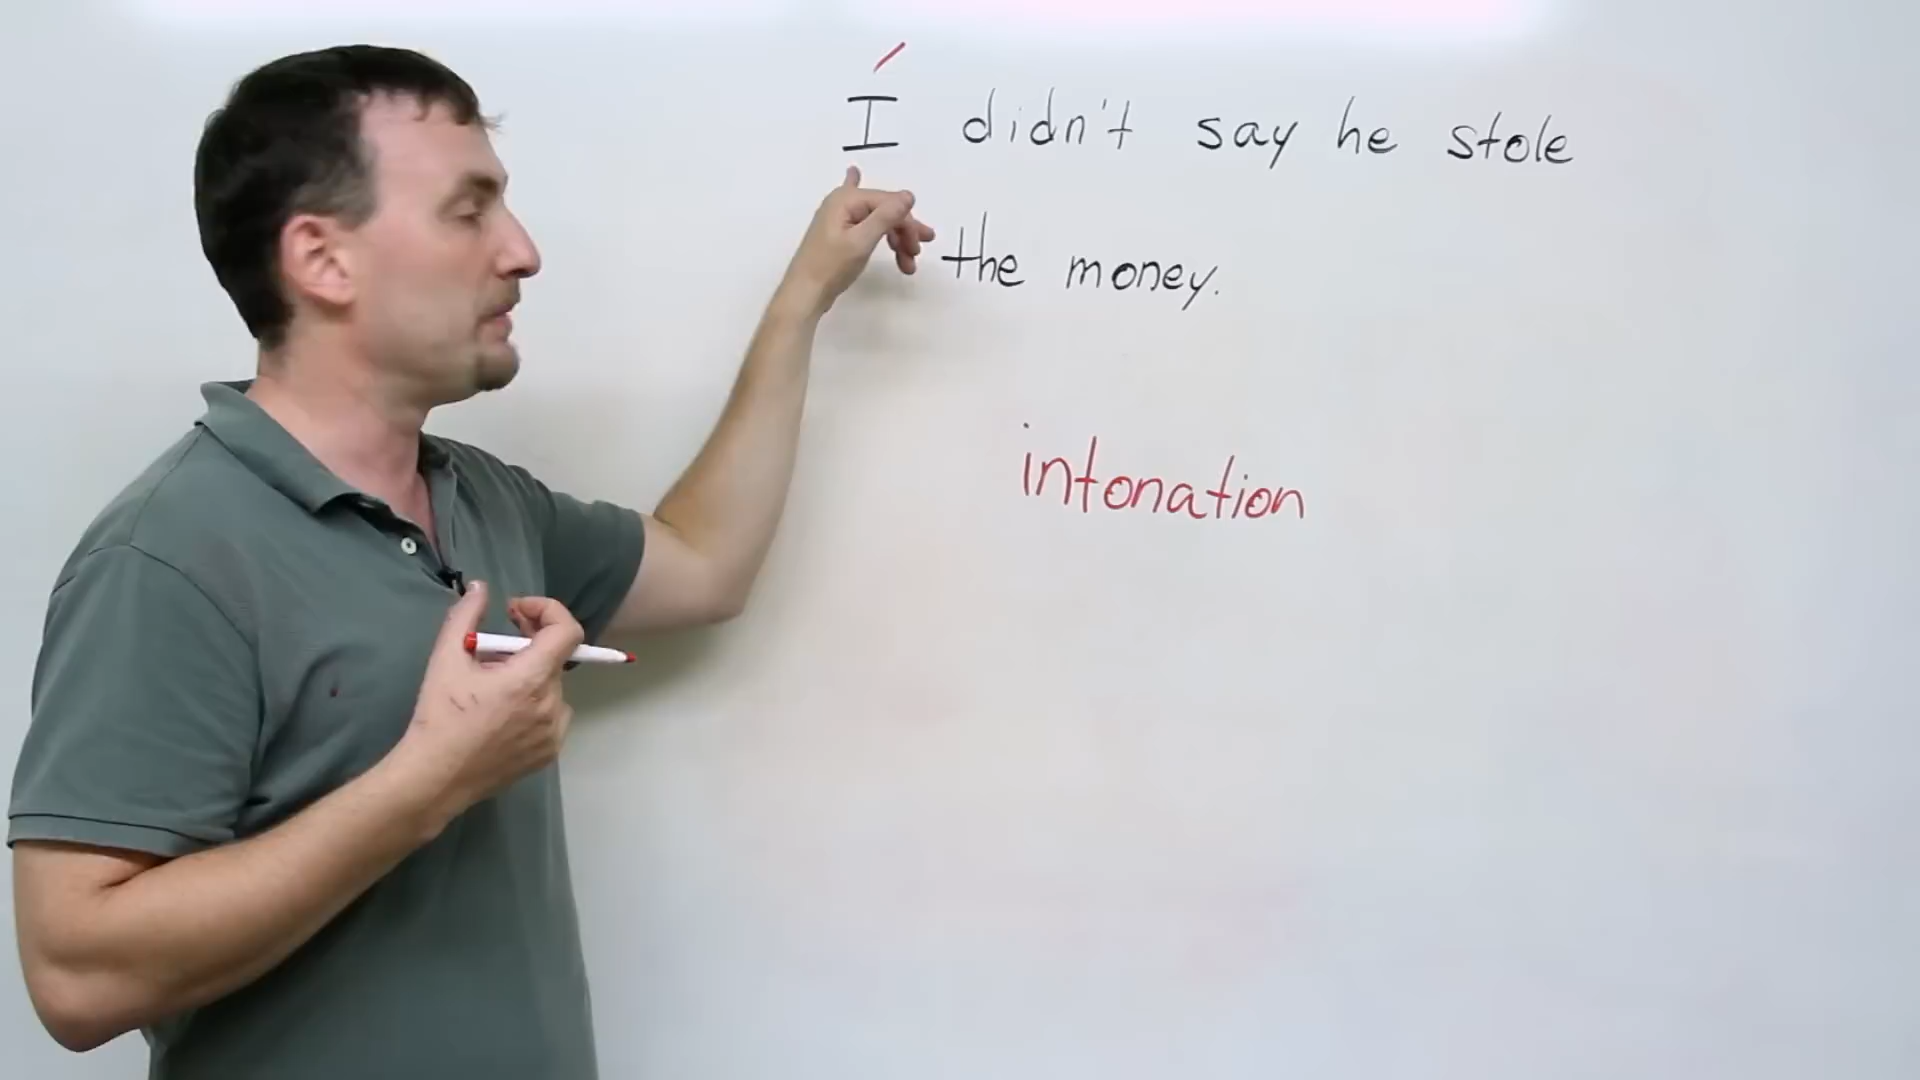 I didn't say he stole
the money.
intonation